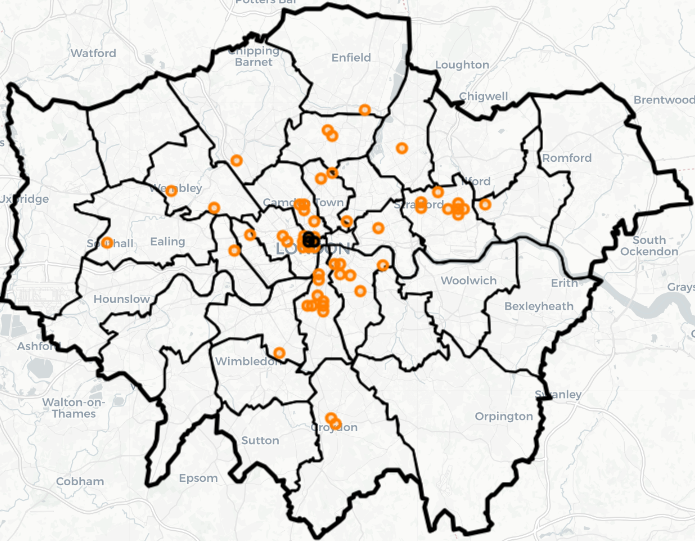 Potters Bar
Watford
Chipping
Barnet
Enfield
Loughton
Chigwell
Brentwood
Romford
Ilford
Wembley
Uxbridge
Camden Town
Stratford
Southall
Ealing
LONDON
South
Ockendon
Woolwich
Erith
Grays
Hounslow
Bexleyheath
Ashford
Wimbledon
Swanley
Walton-on-
Thames
Croydon
Orpington
Sutton
Epsom
Cobham